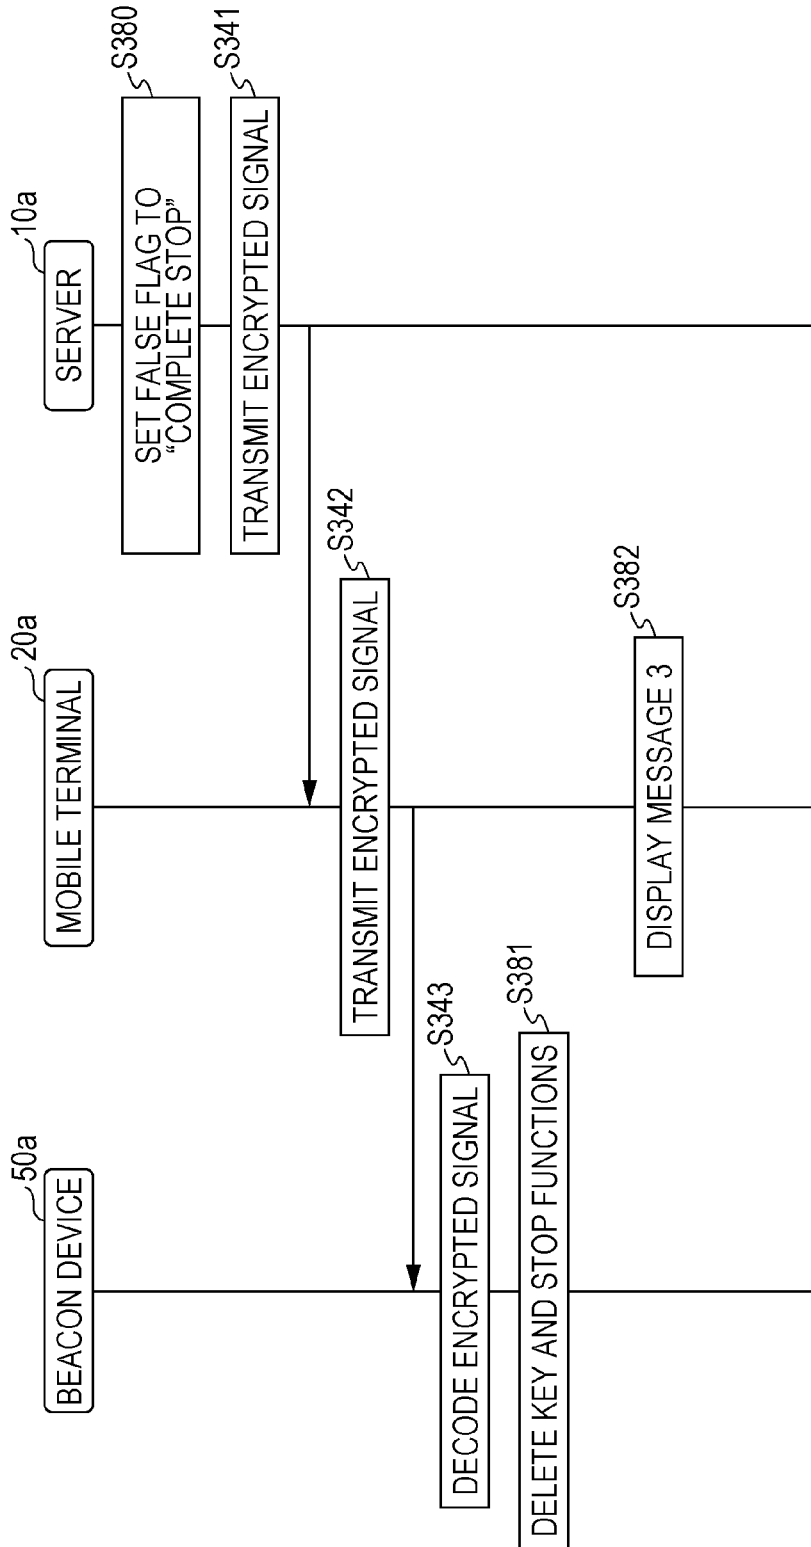 BEACON DEVICE
50a
MOBILE TERMINAL
20a
SERVER
10a
SET FALSE FLAG TO
“COMPLETE STOP”
S380
TRANSMIT ENCRYPTED SIGNAL
S341
TRANSMIT ENCRYPTED SIGNAL
S342
DECODE ENCRYPTED SIGNAL
S343
DELETE KEY AND STOP FUNCTIONS
S381
DISPLAY MESSAGE 3
S382